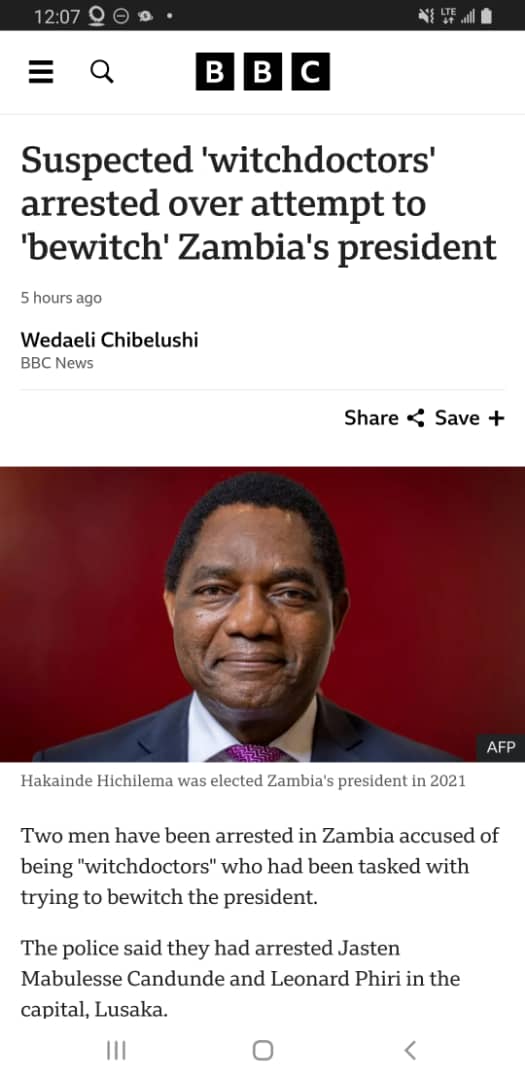 12:07
LTE
BBC
Suspected 'witchdoctors'
arrested over attempt to
'bewitch' Zambia's president
5 hours ago
Wedaeli Chibelushi
BBC News
Share Save +
AFP
Hakainde Hichilema was elected Zambia's president in 2021
Two men have been arrested in Zambia accused of
being "witchdoctors" who had been tasked with
trying to bewitch the president.
The police said they had arrested Jasten
Mabulesse Candunde and Leonard Phiri in the
capital, Lusaka.